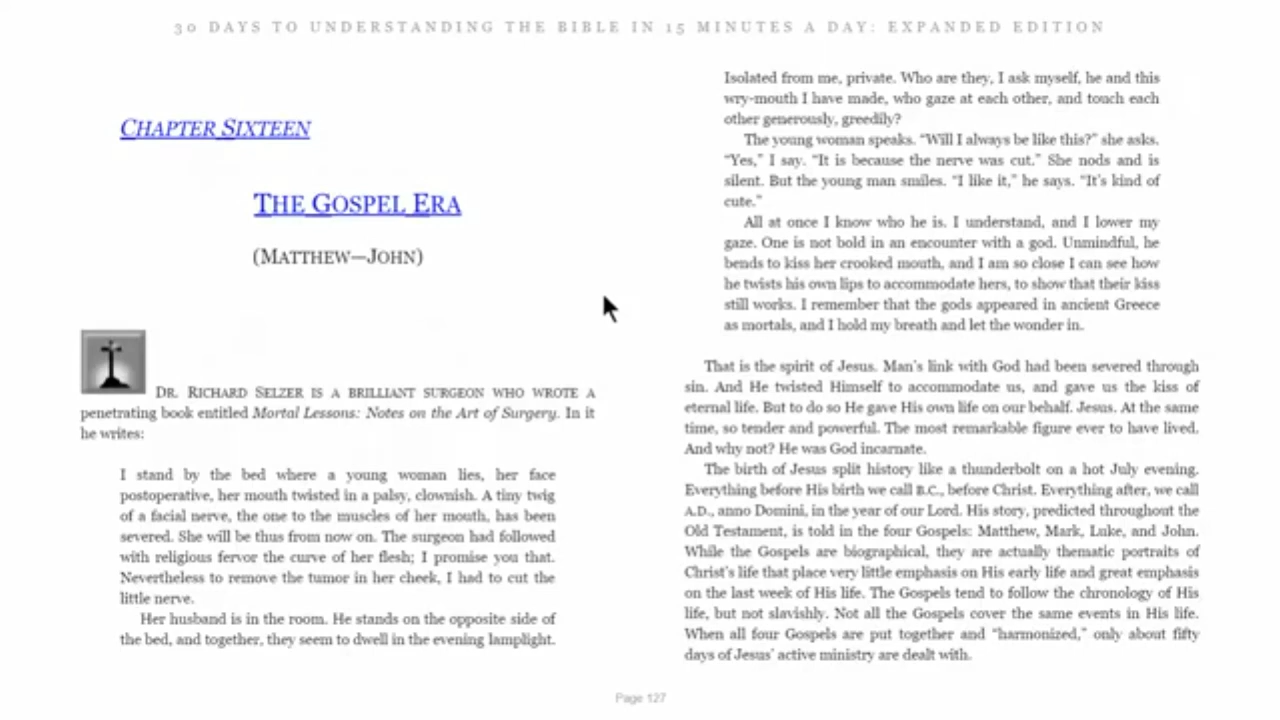 30 DAYS TO UNDERSTANDING THE BIBLE IN 15 MINUTES A DAY: EXPANDED EDITION
CHAPTER SIXTEEN
THE GOSPEL ERA
(MATTHEW—JOHN)
DR. RICHARD SELZER IS A BRILLIANT SURGEON WHO WROTE A
penetrating book entitled Mortal Lessons: Notes on the Art of Surgery. In it
he writes:
I stand by the bed where a young woman lies, her face
postoperative, her mouth twisted in a palsy, clownish. A tiny twig
of a facial nerve, the one to the muscles of her mouth, has been
severed. She will be thus from now on. The surgeon had followed
with religious fervor the curve of her flesh; I promise you that.
Nevertheless to remove the tumor in her cheek, I had to cut the
little nerve.
Her husband is in the room. He stands on the opposite side of
the bed, and together, they seem to dwell in the evening lamplight.
Isolated from me, private. Who are they, I ask myself, he and this
wry-mouth I have made, who gaze at each other, and touch each
other generously, greedily?
The young woman speaks. “Will I always be like this?” she asks.
“Yes,” I say. “It is because the nerve was cut.” She nods and is
silent. But the young man smiles. “I like it,” he says. “It’s kind of
cute.”
All at once I know who he is. I understand, and I lower my
gaze. One is not bold in an encounter with a god. Unmindful, he
bends to kiss her crooked mouth, and I am so close I can see how
he twists his own lips to accommodate hers, to show that their kiss
still works. I remember that the gods appeared in ancient Greece
as mortals, and I hold my breath and let the wonder in.
That is the spirit of Jesus. Man’s link with God had been severed through
sin. And He twisted Himself to accommodate us, and gave us the kiss of
eternal life. But to do so He gave His own life on our behalf. Jesus. At the same
time, so tender and powerful. The most remarkable figure ever to have lived.
And why not? He was God incarnate.
The birth of Jesus split history like a thunderbolt on a hot July evening.
Everything before His birth we call B.C., before Christ. Everything after, we call
A.D., anno Domini, in the year of our Lord. His story, predicted throughout the
Old Testament, is told in the four Gospels: Matthew, Mark, Luke, and John.
While the Gospels are biographical, they are actually thematic portraits of
Christ’s life that place very little emphasis on His early life and great emphasis
on the last week of His life. The Gospels tend to follow the chronology of His
life, but not slavishly. Not all the Gospels cover the same events in His life.
When all four Gospels are put together and “harmonized,” only about fifty
days of Jesus’ active ministry are dealt with.
Page 127